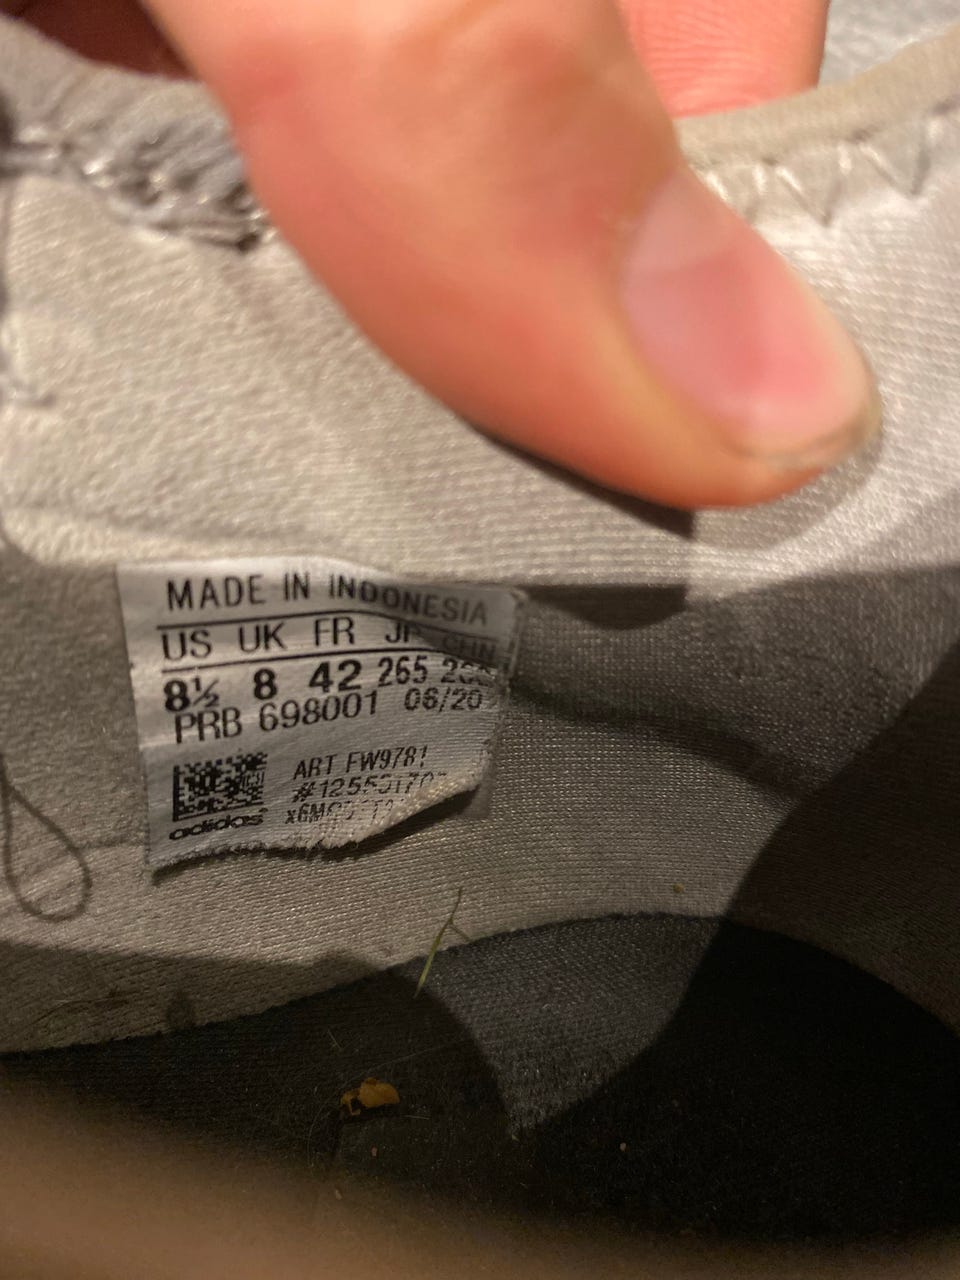 MADE IN INDONESIA
US UK FR JP CHN
8½ 8 42 265
PRB 698001 06/20
ART FW9781
adidas